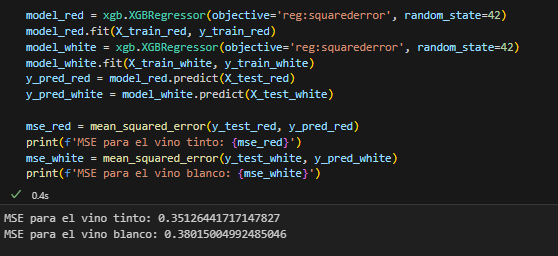 model_red = xgb.XGBRegressor(objective='reg:squarederror', random_state=42)
model_red.fit(X_train_red, y_train_red)
model_white = xgb.XGBRegressor(objective='reg:squarederror', random_state=42)
model_white.fit(X_train_white, y_train_white)
y_pred_red = model_red.predict(X_test_red)
y_pred_white = model_white.predict(X_test_white)
mse_red = mean_squared_error(y_test_red, y_pred_red)
print(f'MSE para el vino tinto: {mse_red}')
mse_white = mean_squared_error(y_test_white, y_pred_white)
print(f'MSE para el vino blanco: {mse_white}')
0.4s
MSE para el vino tinto: 0.35126441717147827
MSE para el vino blanco: 0.38015004992485046